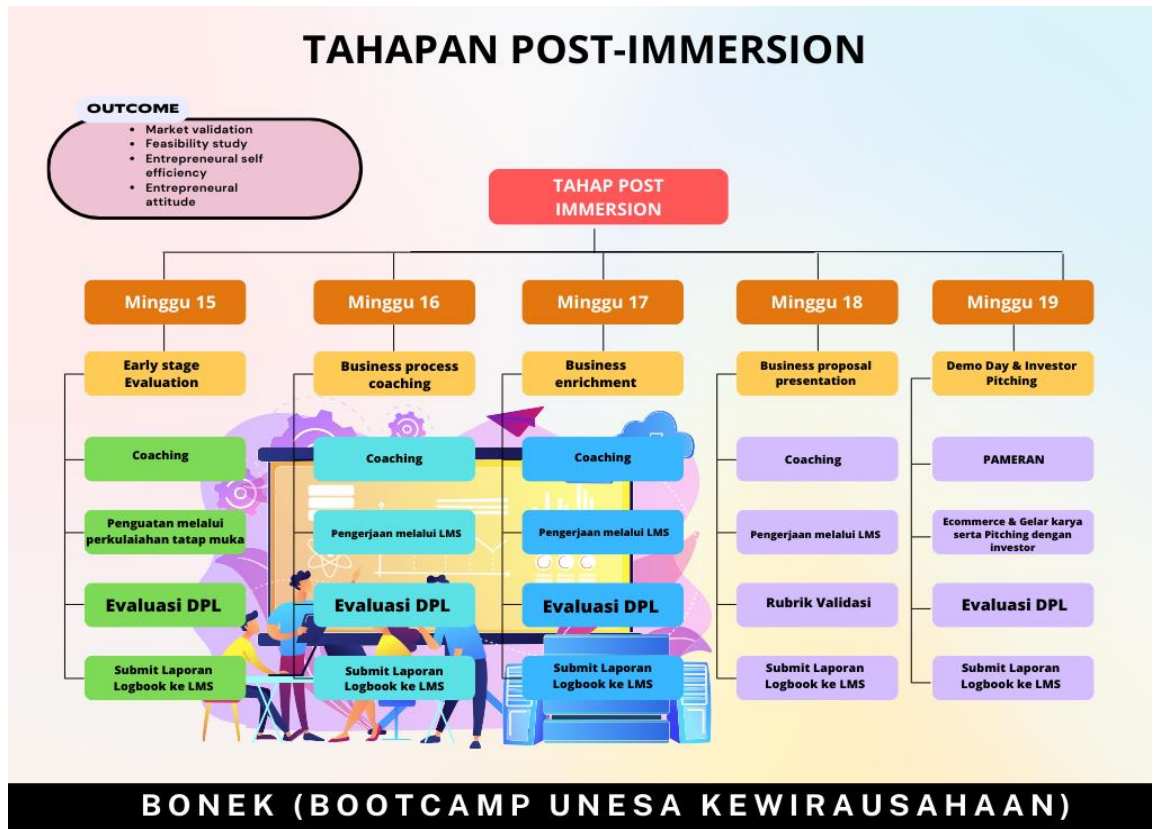 TAHAPAN POST-IMMERSION
OUTCOME
• Market validation
• Feasibility study
• Entrepreneural self
efficiency
• Entrepreneural
attitude
TAHAP POST
IMMERSION
Minggu 15
Early stage
Evaluation
Coaching
Penguatan melalui
perkulaiahan tatap muka
Evaluasi DPL
Submit Laporan
Logbook ke LMS
Minggu 16
Business process
coaching
Coaching
Pengerjaan melalui LMS
Evaluasi DPL
Submit Laporan
Logbook ke LMS
Minggu 17
Business
enrichment
Coaching
Pengerjaan melalui LMS
Evaluasi DPL
Submit Laporan
Logbook ke LMS
Minggu 18
Business proposal
presentation
Coaching
Pengerjaan melalui LMS
Rubrik Validasi
Submit Laporan
Logbook ke LMS
Minggu 19
Demo Day & Investor
Pitching
PAMERAN
Ecommerce & Gelar karya
serta Pitching dengan
investor
Evaluasi DPL
Submit Laporan
Logbook ke LMS
BONEK (BOOTCAMP UNESA KEWIRAUSAHAAN)